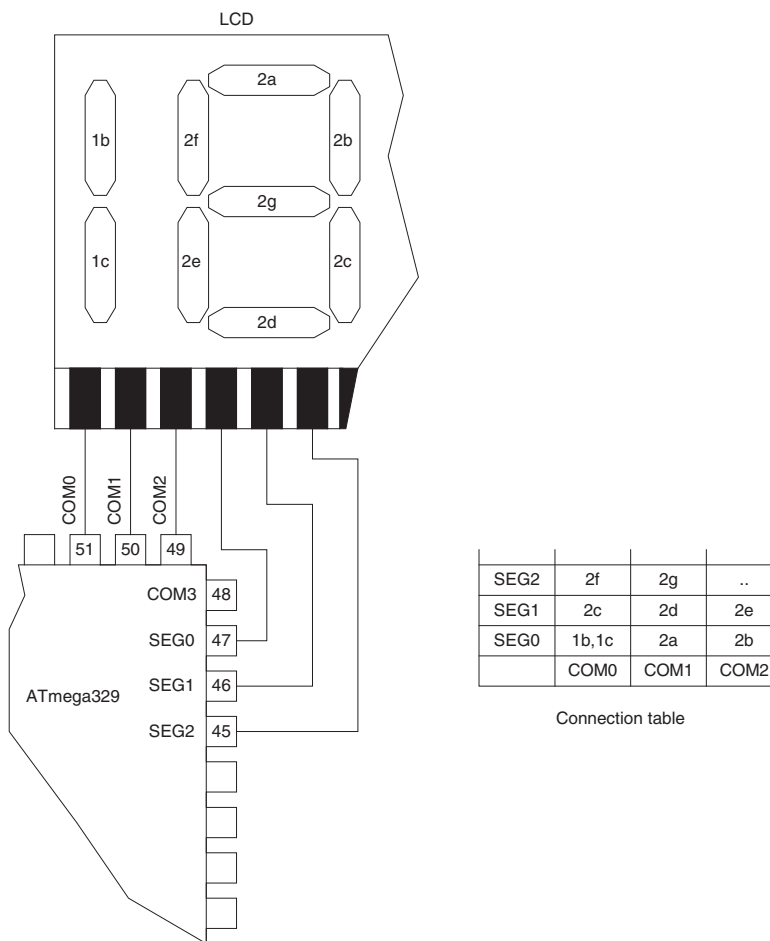 LCD
2a
1b
2f
2b
2g
1c
2e
2c
2d
COM0
COM1
COM2
51 50 49
COM3 48
SEG0 47
SEG1 46
ATmega329
SEG2 45
SEG2 2f 2g ..
SEG1 2c 2d 2e
SEG0 1b,1c 2a 2b
COM0 COM1 COM2
Connection table